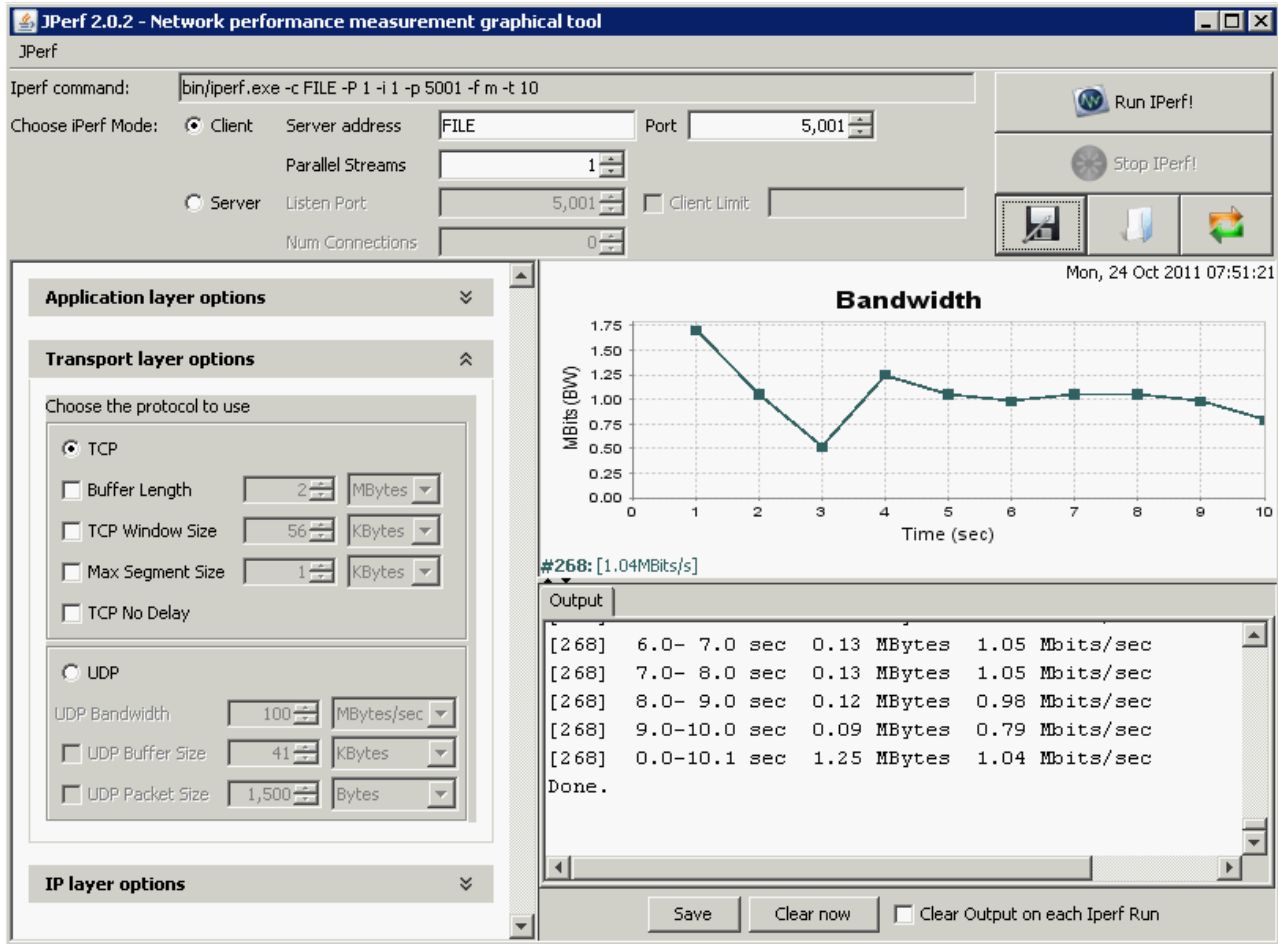 JPerf 2.0.2 - Network performance measurement graphical tool
JPerf
Iperf command: bin/iperf.exe -c FILE -P 1 -i 1 -p 5001 -f m -t 10
Run IPerf!
Choose iPerf Mode: Client Server address FILE Port 5,001
Parallel Streams 1
Stop IPerf!
Server Listen Port 5,001 Client Limit
Num Connections 0
Application layer options
Transport layer options
Choose the protocol to use
TCP
Buffer Length 2 MBytes
TCP Window Size 56 KBytes
Max Segment Size 1 KBytes
TCP No Delay
UDP
UDP Bandwidth 100 MBytes/sec
UDP Buffer Size 41 KBytes
UDP Packet Size 1,500 Bytes
IP layer options
Mon, 24 Oct 2011 07:51:21
Bandwidth
MBits (BW)
1.75
1.50
1.25
1.00
0.75
0.50
0.25
0.00
0 1 2 3 4 5 6 7 8 9 10
Time (sec)
#268: [1.04MBits/s]
Output
[268] 6.0- 7.0 sec 0.13 MBytes 1.05 Mbits/sec
[268] 7.0- 8.0 sec 0.13 MBytes 1.05 Mbits/sec
[268] 8.0- 9.0 sec 0.12 MBytes 0.98 Mbits/sec
[268] 9.0-10.0 sec 0.09 MBytes 0.79 Mbits/sec
[268] 0.0-10.1 sec 1.25 MBytes 1.04 Mbits/sec
Done.
Save Clear now Clear Output on each Iperf Run